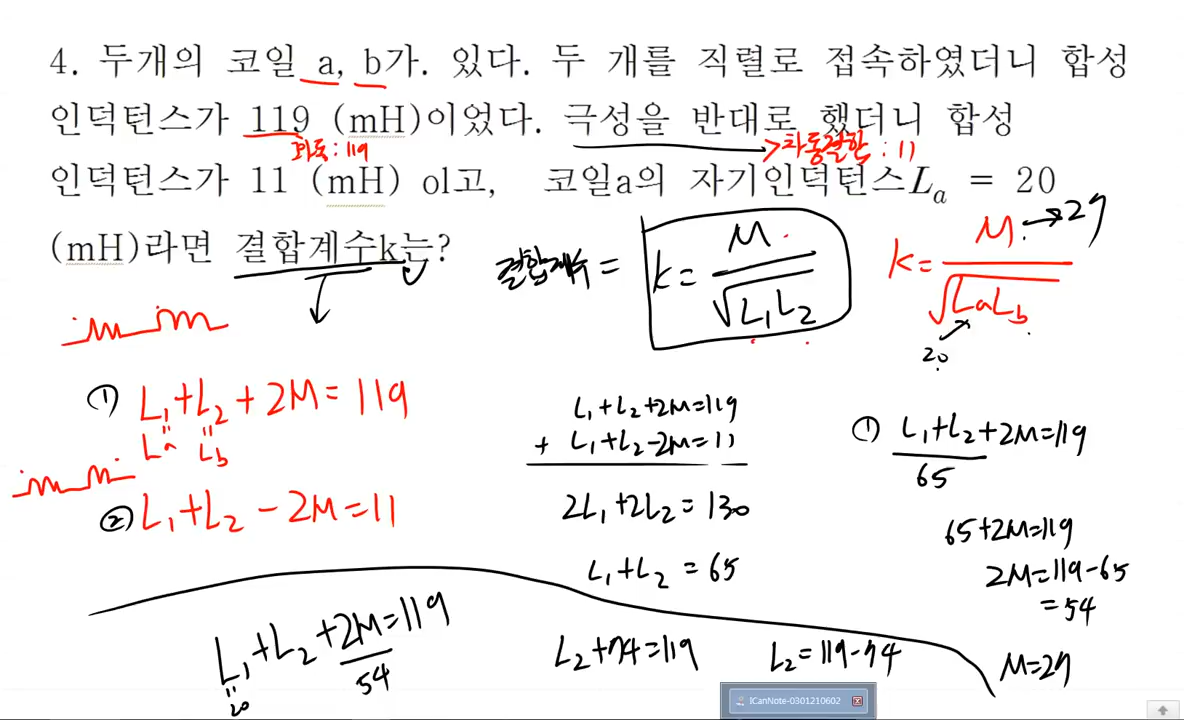 4. 두개의 코일 a, b가. 있다. 두 개를 직렬로 접속하였더니 합성
인덕턴스가 119 (mH)이었다. 극성을 반대로 했더니 합성
화동 : 119
→ 차동결합 : 11
인덕턴스가 11 (mH) ol고, 코일a의 자기인덕턴스Lₐ = 20
(mH)라면 결합계수k는?
결합계수 = k = M / √L₁L₂
k = M / √LaLb
→ 27
20
① L₁+L₂+2M=119
La Lb
② L₁+L₂-2M=11
L₁+L₂+2M=119
+ L₁+L₂-2M=11
2L₁+2L₂=130
L₁+L₂=65
① L₁+L₂+2M=119
65
65+2M=119
2M=119-65
=54
M=27
L₁+L₂+2M=119
20 54
L₂+74=119
L₂=119-74
ICanNote-0301210602